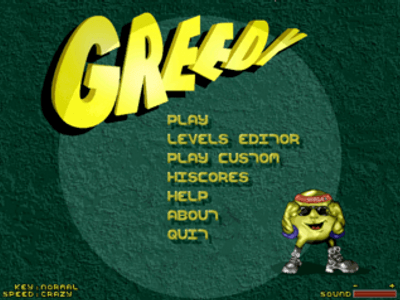 GREEDY
PLAY
LEVELS EDITOR
PLAY CUSTOM
HISCORES
HELP
ABOUT
QUIT
KEY:NORMAL
SPEED:CRAZY
- +
SOUND